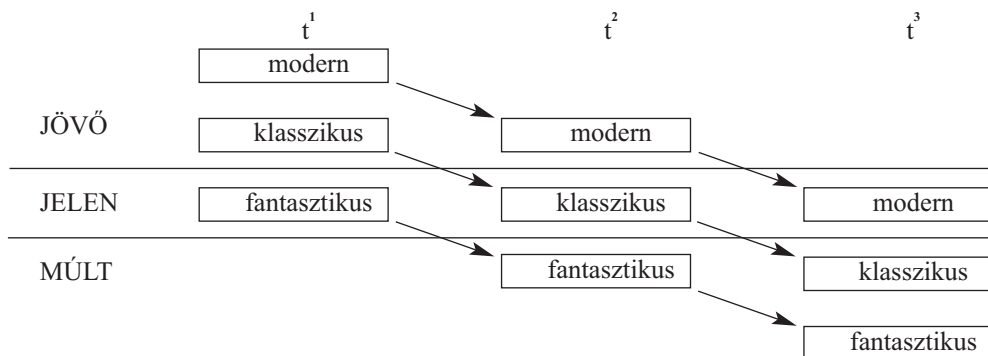 t¹ t² t³
modern
JÖVŐ klasszikus modern
JELEN fantasztikus klasszikus modern
MÚLT fantasztikus klasszikus
fantasztikus